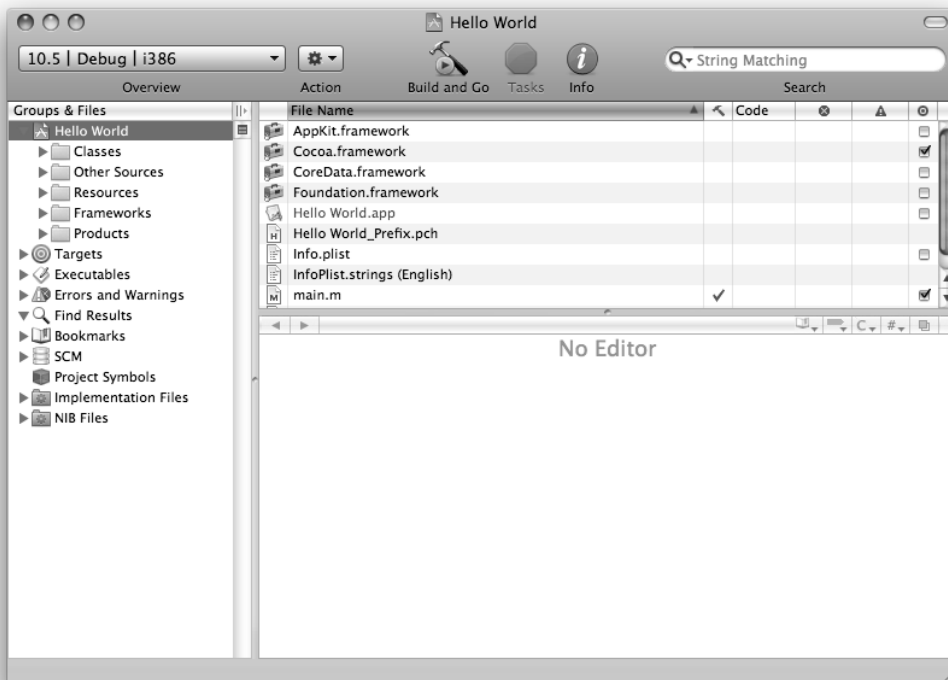 Hello World
10.5 | Debug | i386
String Matching
Overview
Action
Build and Go
Tasks
Info
Search
Groups & Files
File Name
Code
Hello World
Classes
Other Sources
Resources
Frameworks
Products
Targets
Executables
Errors and Warnings
Find Results
Bookmarks
SCM
Project Symbols
Implementation Files
NIB Files
AppKit.framework
Cocoa.framework
CoreData.framework
Foundation.framework
Hello World.app
Hello World_Prefix.pch
Info.plist
InfoPlist.strings (English)
main.m
C #
No Editor